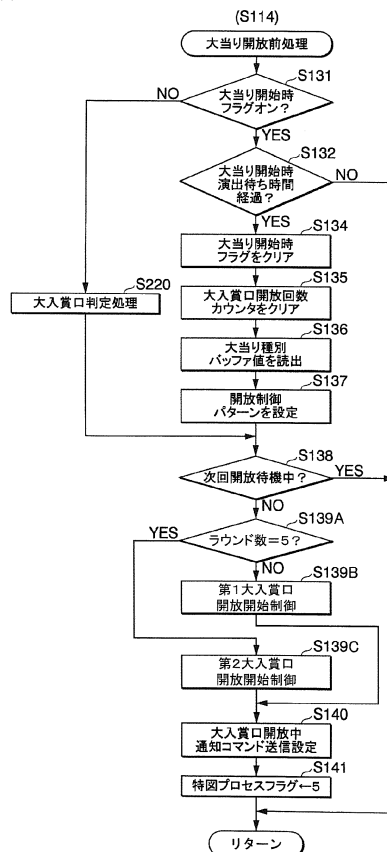 (S114)
大当り開放前処理
S131
大当り開始時
フラグオン?
NO
YES
S132
大当り開始時
演出待ち時間
経過?
NO
YES
S134
大当り開始時
フラグをクリア
S135
大入賞口開放回数
カウンタをクリア
S220
大入賞口判定処理
S136
大当り種別
バッファ値を読出
S137
開放制御
パターンを設定
S138
次回開放待機中?
YES
NO
S139A
ラウンド数=5?
YES
NO
S139B
第1大入賞口
開放開始制御
S139C
第2大入賞口
開放開始制御
S140
大入賞口開放中
通知コマンド送信設定
S141
特図プロセスフラグ←5
リターン